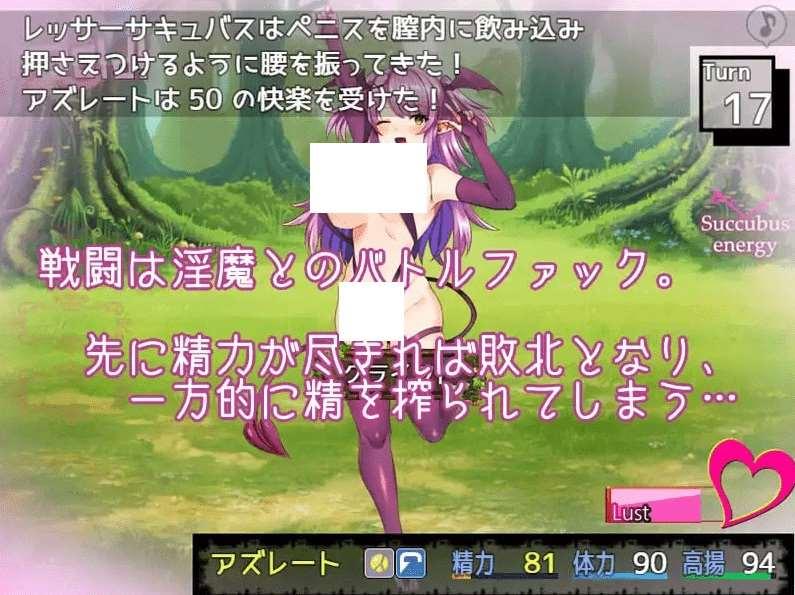 レッサーサキュバスはペニスを膣内に飲み込み
押さえつけるように腰を振ってきた！
アズレートは 50 の快楽を受けた！
Turn
17
Succubus
energy
戦闘は淫魔とのバトルファック。
先に精力が尽きれば敗北となり、
一方的に精を搾られてしまう…
Lust
アズレート 精力 81 体力 90 高揚 94